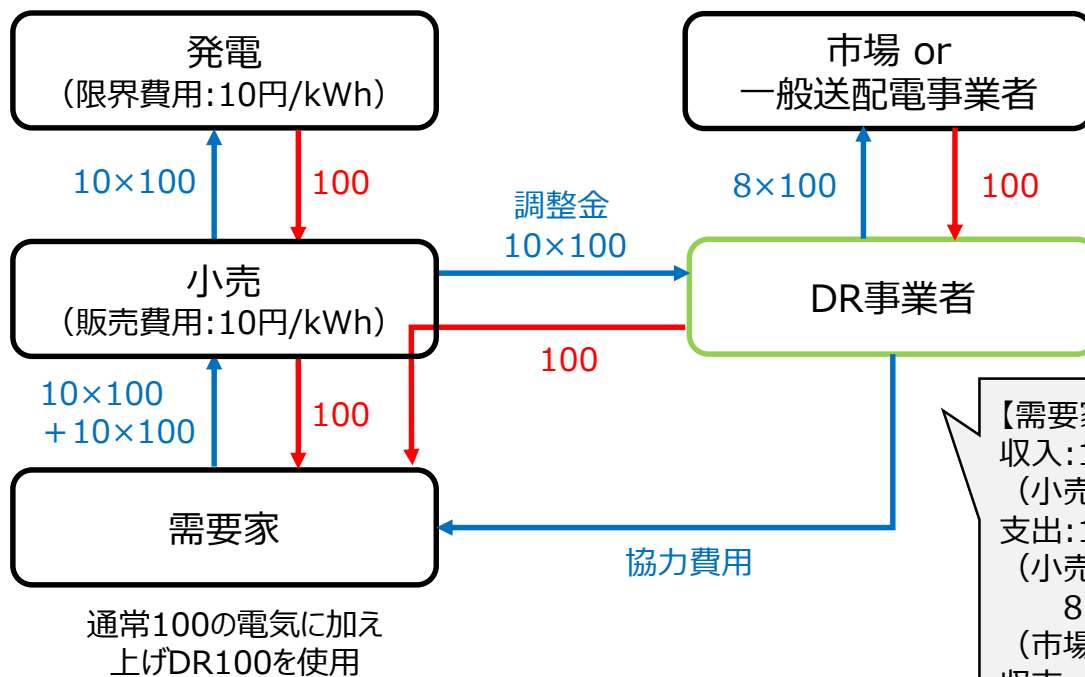 発電
（限界費用:10円/kWh）
市場 or
一般送配電事業者
10×100
100
8×100
100
調整金
10×100
小売
（販売費用:10円/kWh）
DR事業者
100
10×100
＋10×100
100
需要家
協力費用
通常100の電気に加え
上げDR100を使用
【需要
収入:1
（小売
支出:1
（小売
8
（市場